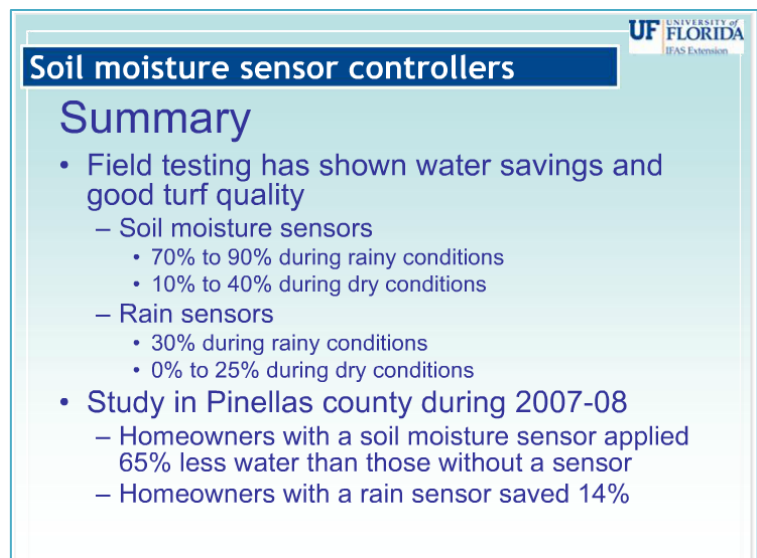 UF UNIVERSITY of
FLORIDA
IFAS Extension
Soil moisture sensor controllers
Summary
• Field testing has shown water savings and
good turf quality
– Soil moisture sensors
• 70% to 90% during rainy conditions
• 10% to 40% during dry conditions
– Rain sensors
• 30% during rainy conditions
• 0% to 25% during dry conditions
• Study in Pinellas county during 2007-08
– Homeowners with a soil moisture sensor applied
65% less water than those without a sensor
– Homeowners with a rain sensor saved 14%